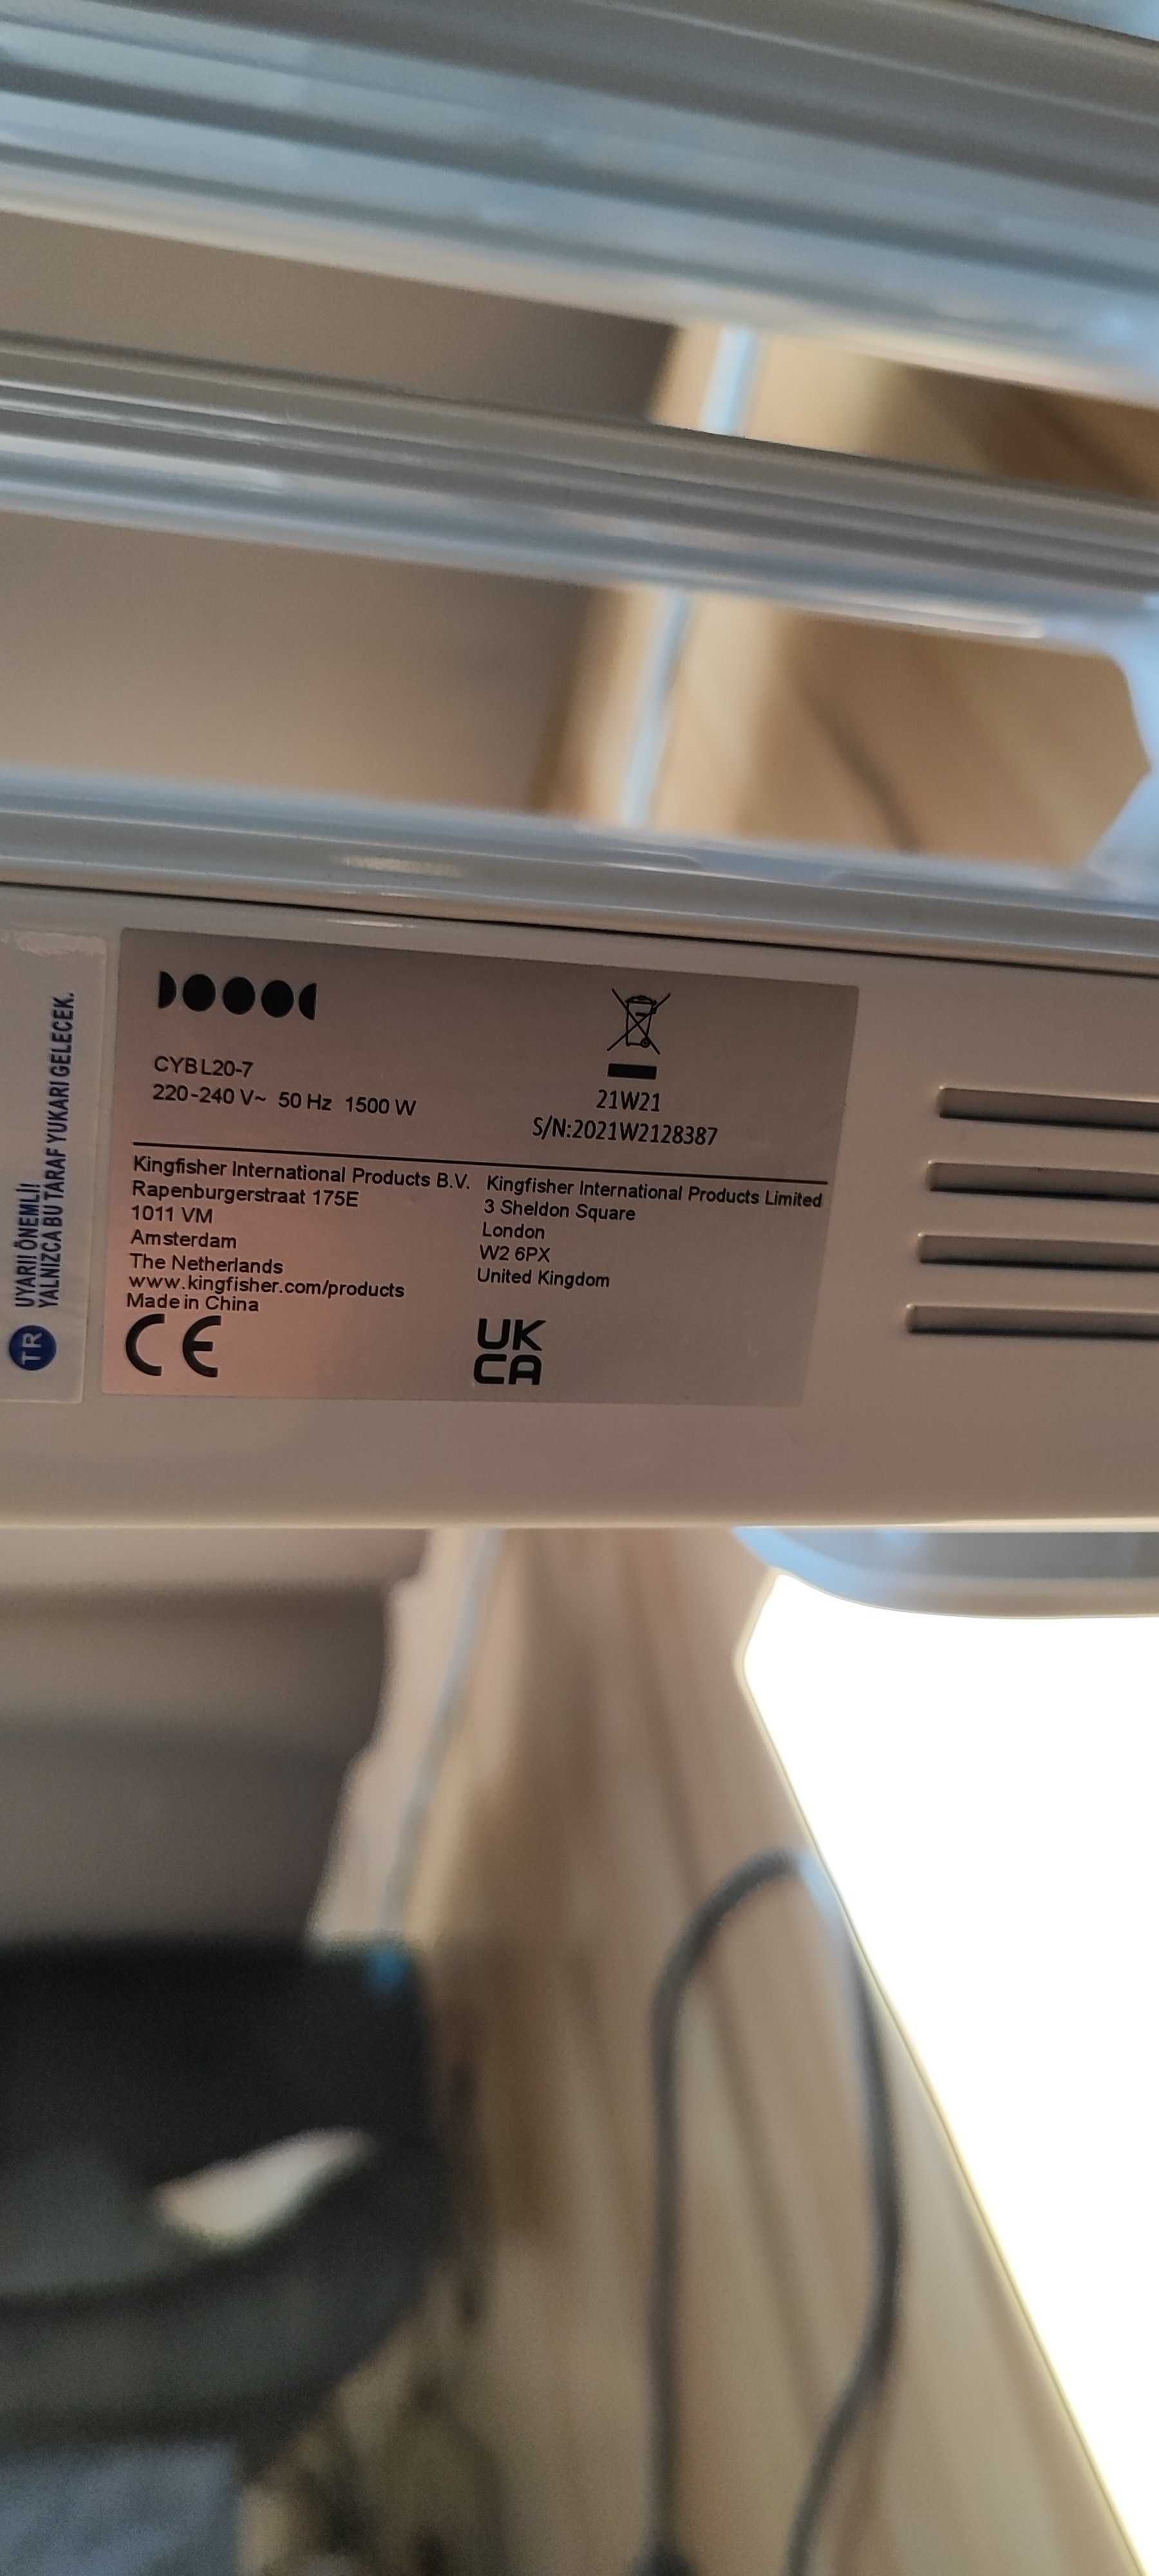 UYARI! ÖNEMLİ!
YALNIZCA BU TARAF YUKARI GELECEK.
TR
CYBL20-7
220-240 V~ 50 Hz 1500 W
21W21
S/N:2021W2128387
Kingfisher International Products B.V.
Rapenburgerstraat 175E
1011 VM
Amsterdam
The Netherlands
www.kingfisher.com/products
Made in China
CE
Kingfisher International Products Limited
3 Sheldon Square
London
W2 6PX
United Kingdom
UK
CA